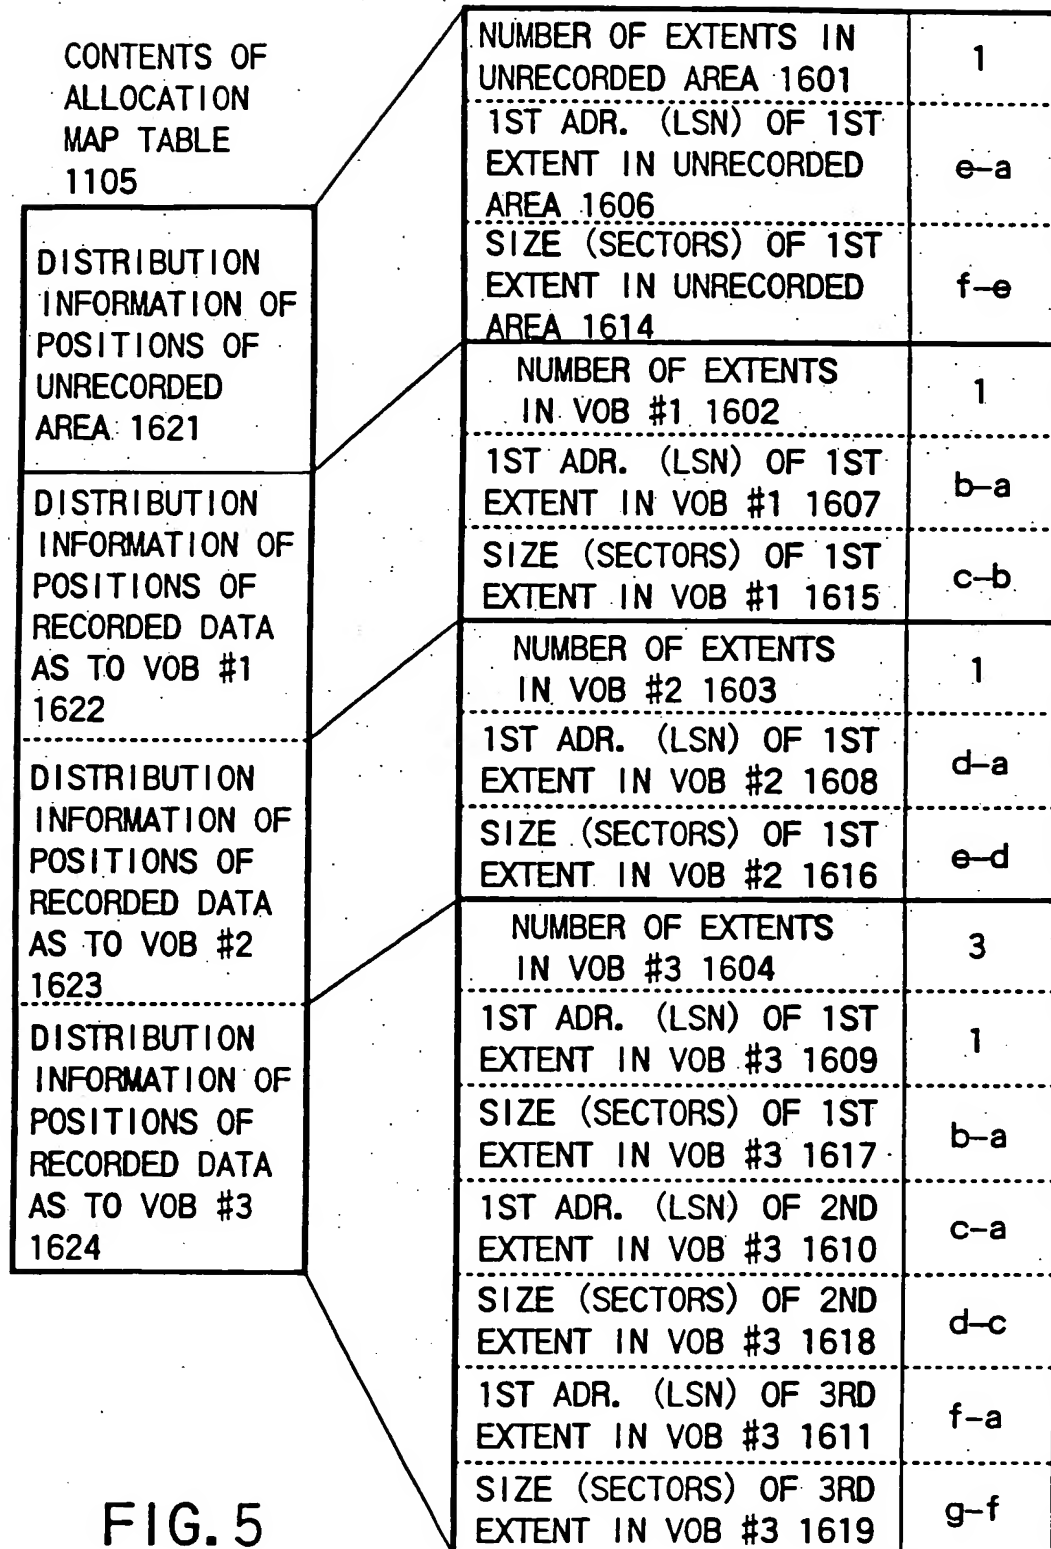 CONTENTS OF
ALLOCATION
MAP TABLE
1105
DISTRIBUTION
INFORMATION OF
POSITIONS OF
UNRECORDED
AREA 1621
DISTRIBUTION
INFORMATION OF
POSITIONS OF
RECORDED DATA
AS TO VOB #1
1622
DISTRIBUTION
INFORMATION OF
POSITIONS OF
RECORDED DATA
AS TO VOB #2
1623
DISTRIBUTION
INFORMATION OF
POSITIONS OF
RECORDED DATA
AS TO VOB #3
1624
NUMBER OF EXTENTS IN
UNRECORDED AREA 1601
1
1ST ADR. (LSN) OF 1ST
EXTENT IN UNRECORDED
AREA 1606
e-a
SIZE (SECTORS) OF 1ST
EXTENT IN UNRECORDED
AREA 1614
f-e
NUMBER OF EXTENTS
IN VOB #1 1602
1
1ST ADR. (LSN) OF 1ST
EXTENT IN VOB #1 1607
b-a
SIZE (SECTORS) OF 1ST
EXTENT IN VOB #1 1615
c-b
NUMBER OF EXTENTS
IN VOB #2 1603
1
1ST ADR. (LSN) OF 1ST
EXTENT IN VOB #2 1608
d-a
SIZE (SECTORS) OF 1ST
EXTENT IN VOB #2 1616
e-d
NUMBER OF EXTENTS
IN VOB #3 1604
3
1ST ADR. (LSN) OF 1ST
EXTENT IN VOB #3 1609
1
SIZE (SECTORS) OF 1ST
EXTENT IN VOB #3 1617
b-a
1ST ADR. (LSN) OF 2ND
EXTENT IN VOB #3 1610
c-a
SIZE (SECTORS) OF 2ND
EXTENT IN VOB #3 1618
d-c
1ST ADR. (LSN) OF 3RD
EXTENT IN VOB #3 1611
f-a
SIZE (SECTORS) OF 3RD
EXTENT IN VOB #3 1619
g-f
FIG. 5